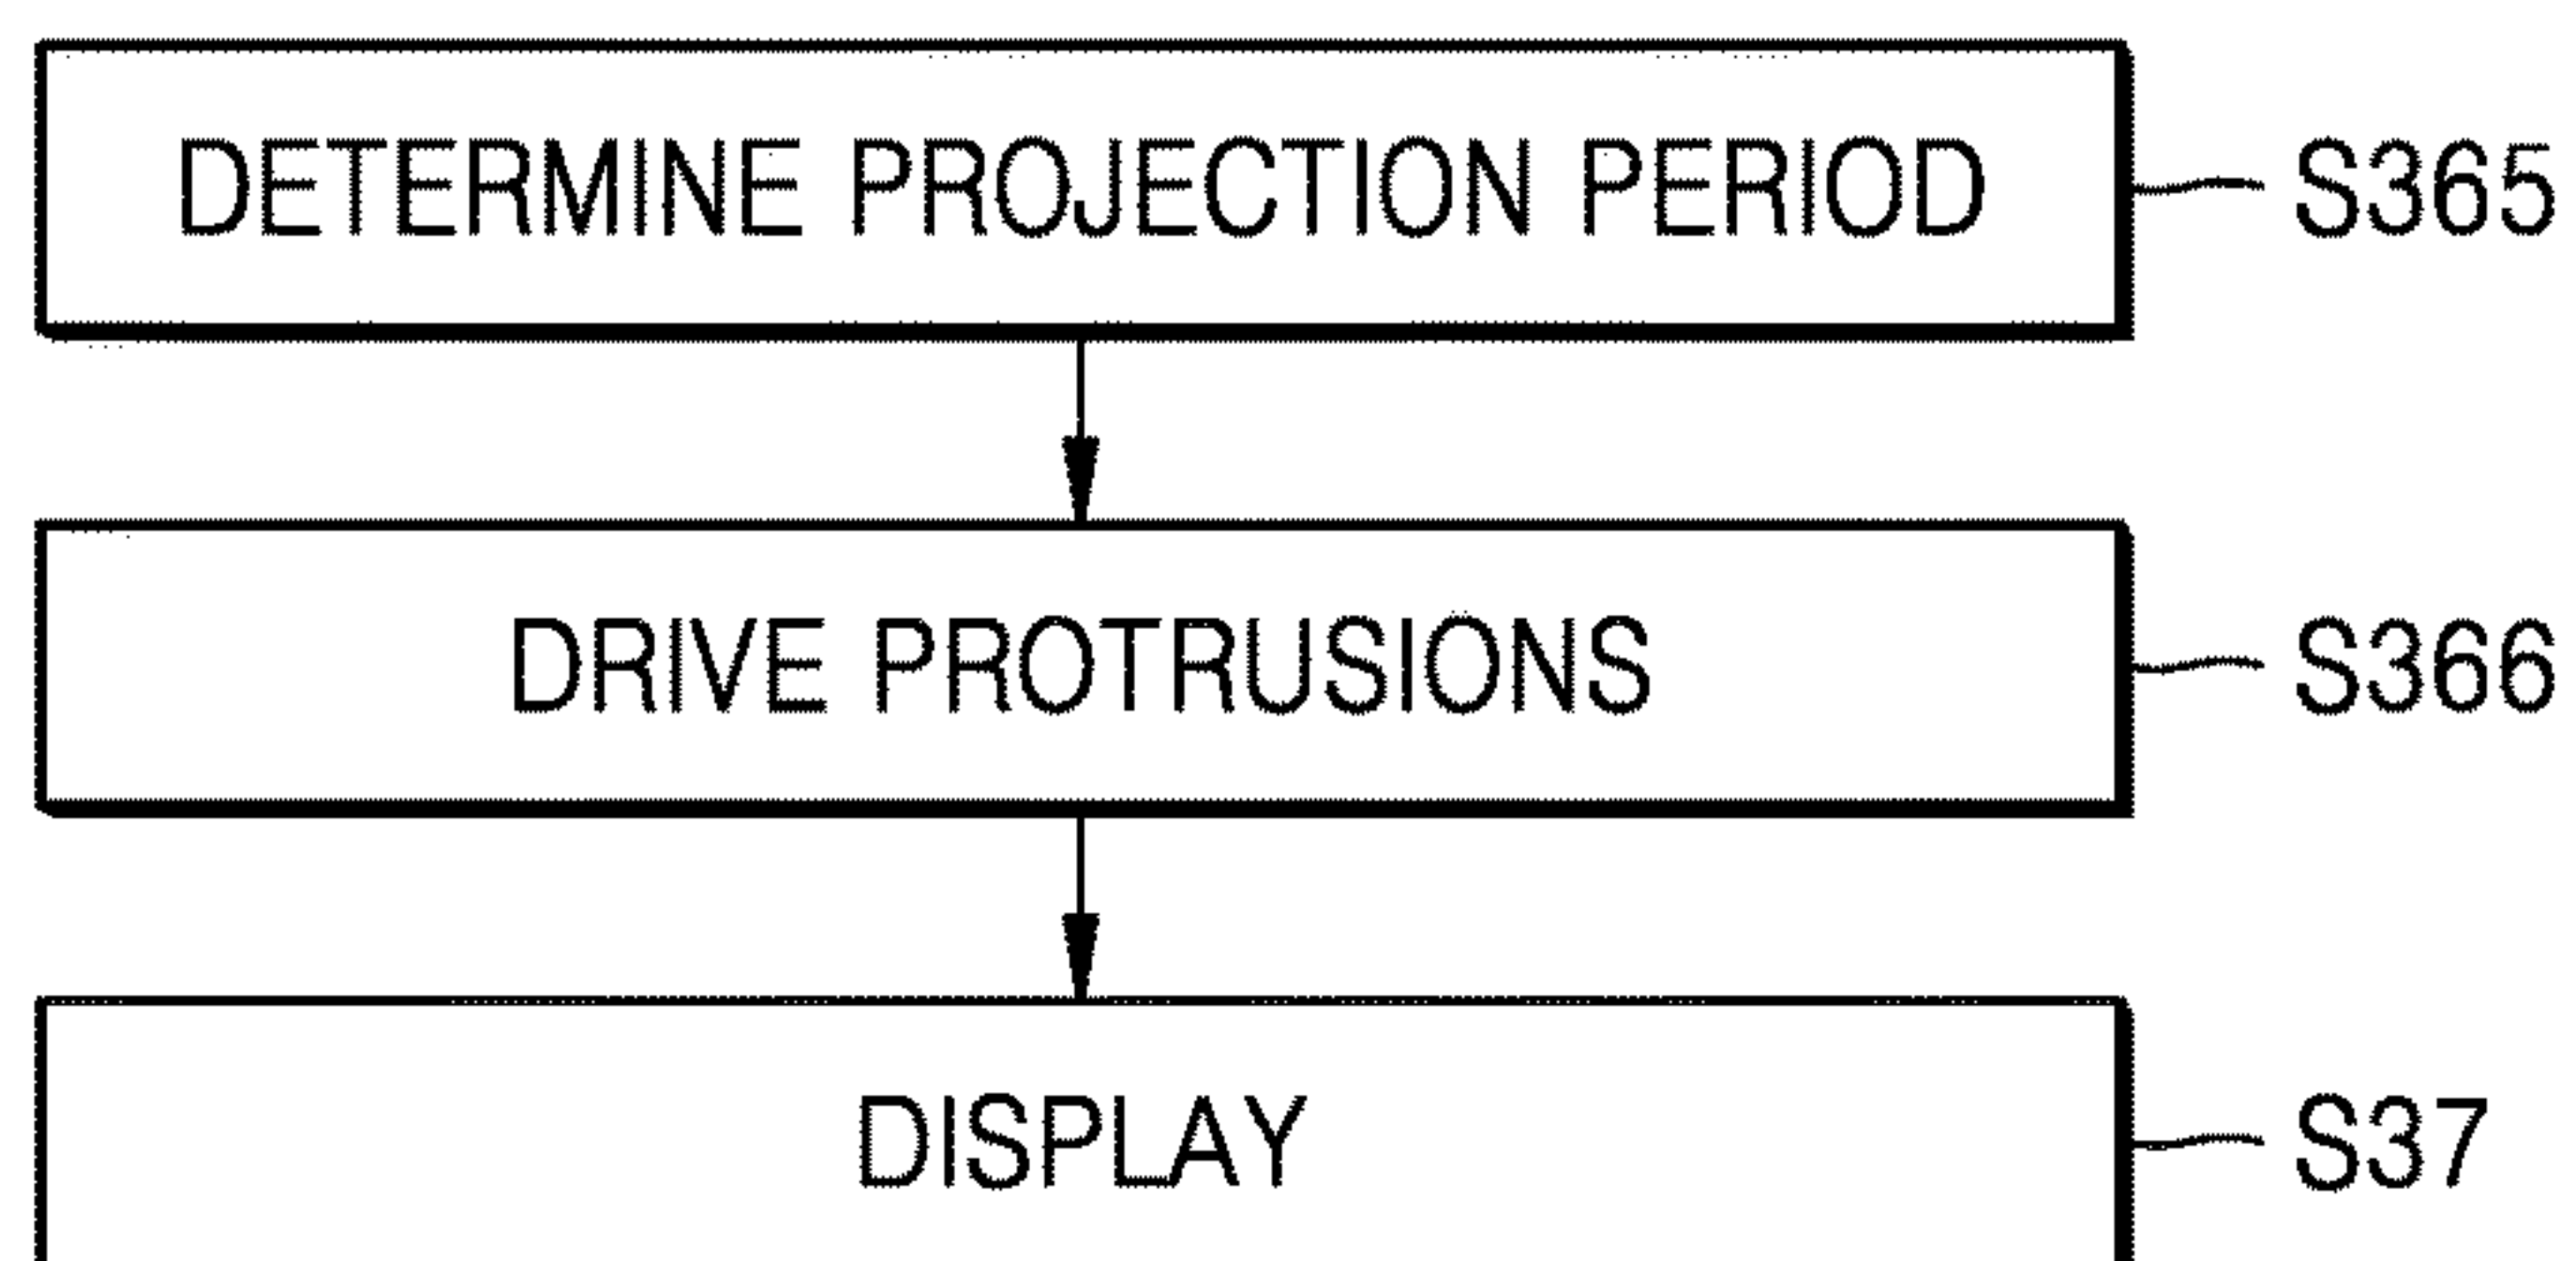 DETERMINE PROJECTION PERIOD S365
DRIVE PROTRUSIONS S366
DISPLAY S37